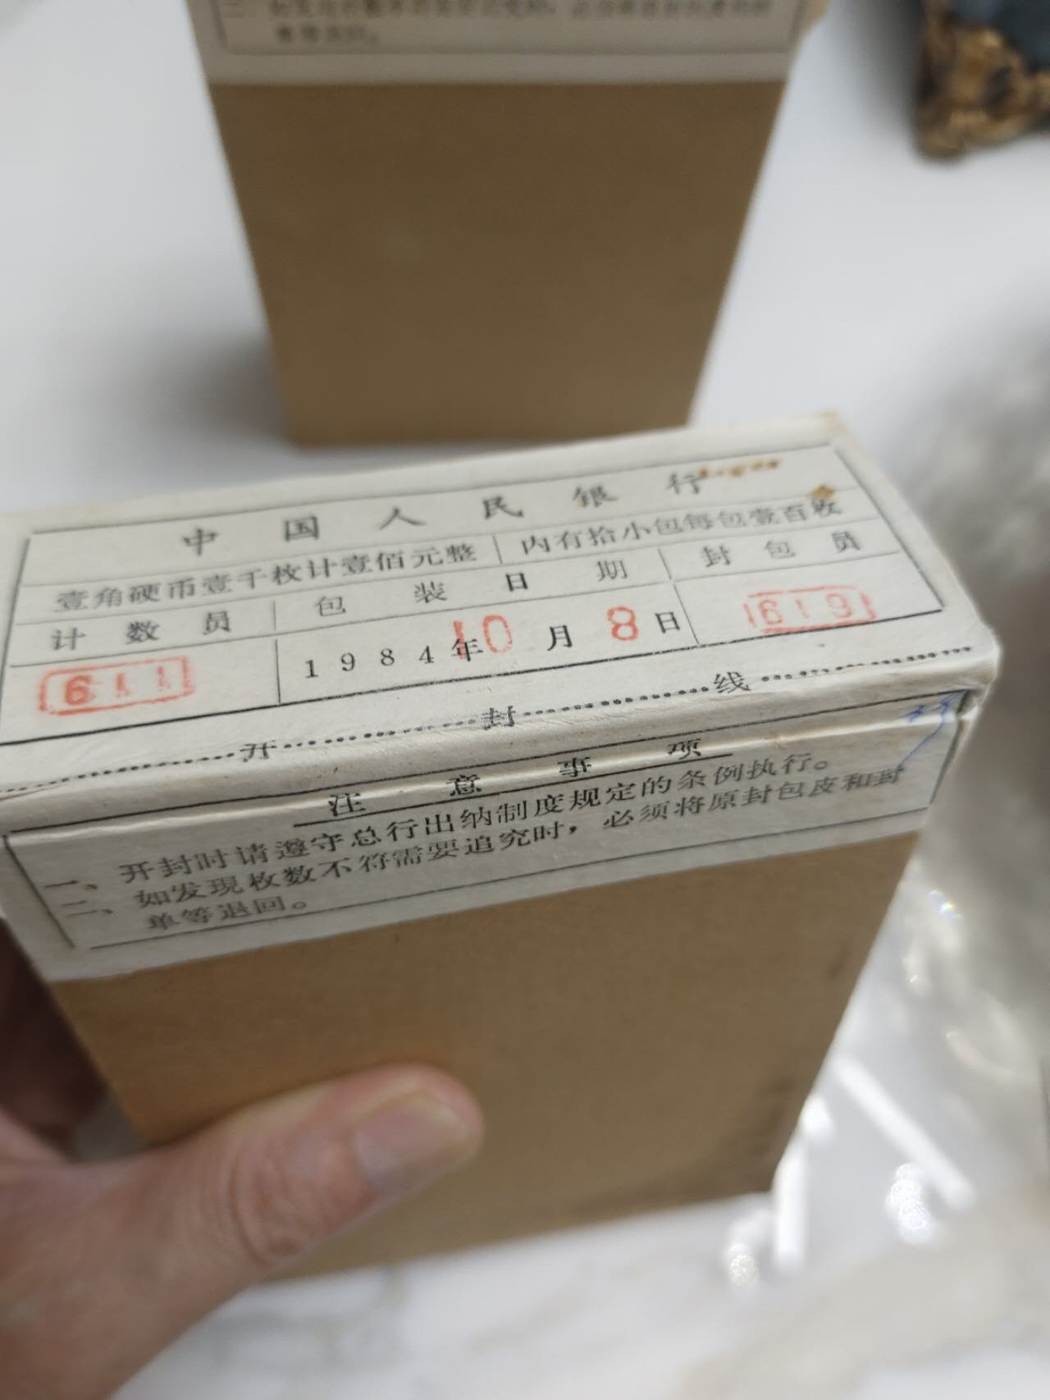 中国人民银行
壹角硬币壹千枚计壹佰元整 内有拾小包每包壹百枚
计数员 包装日期 封包员
6111 1984年10月8日 6191
开封线
注意事项
一、开封时请遵守总行出纳制度规定的条例执行。
二、如发现枚数不符需要追究时，必须将原封包皮和封
单等退回。